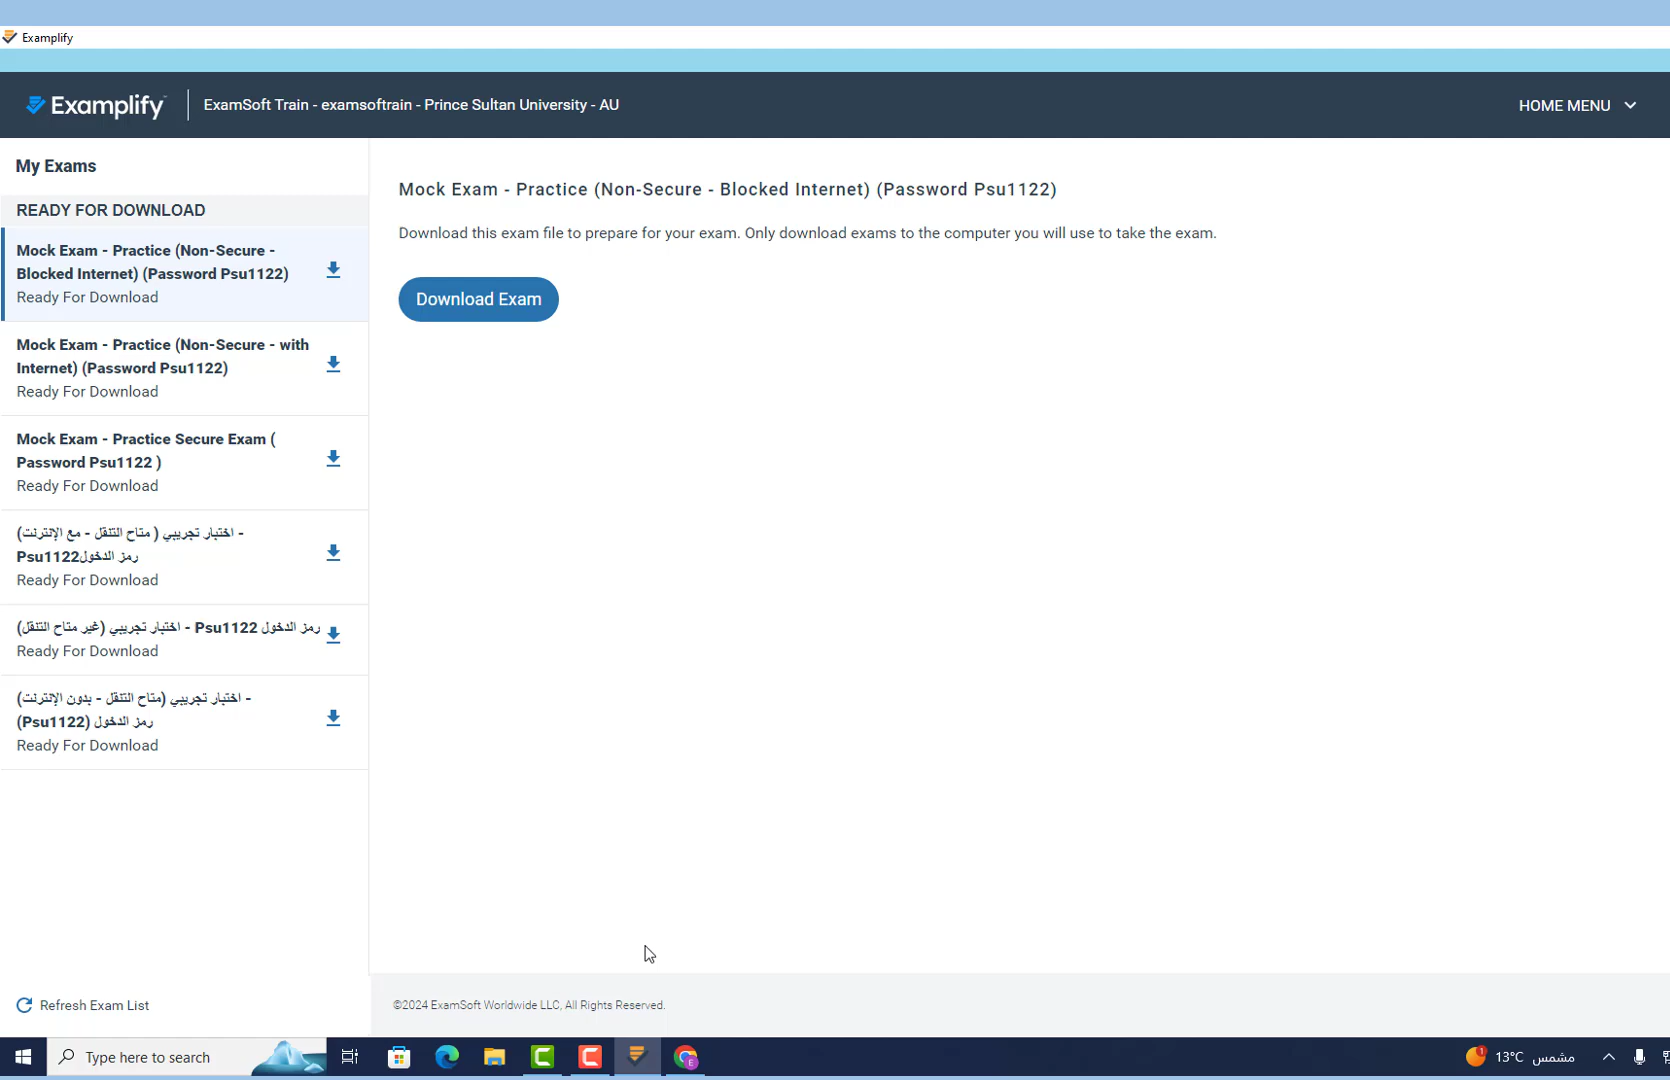 Examplify
Examplify
ExamSoft Train - examsoftrain - Prince Sultan University - AU
HOME MENU
My Exams
READY FOR DOWNLOAD
Mock Exam - Practice (Non-Secure -
Blocked Internet) (Password Psu1122)
Ready For Download
Mock Exam - Practice (Non-Secure - with
Internet) (Password Psu1122)
Ready For Download
Mock Exam - Practice Secure Exam (
Password Psu1122 )
Ready For Download
(اختبار تجريبي ( متاح التنقل - مع الإنترنت -
Psu1122رمز الدخول
Ready For Download
(اختبار تجريبي (غير متاح التنقل - Psu1122 رمز الدخول
Ready For Download
(اختبار تجريبي (متاح التنقل - بدون الإنترنت -
(Psu1122) رمز الدخول
Ready For Download
Refresh Exam List
Mock Exam - Practice (Non-Secure - Blocked Internet) (Password Psu1122)
Download this exam file to prepare for your exam. Only download exams to the computer you will use to take the exam.
Download Exam
©2024 ExamSoft Worldwide LLC, All Rights Reserved.
Type here to search
1
13°C مشمس